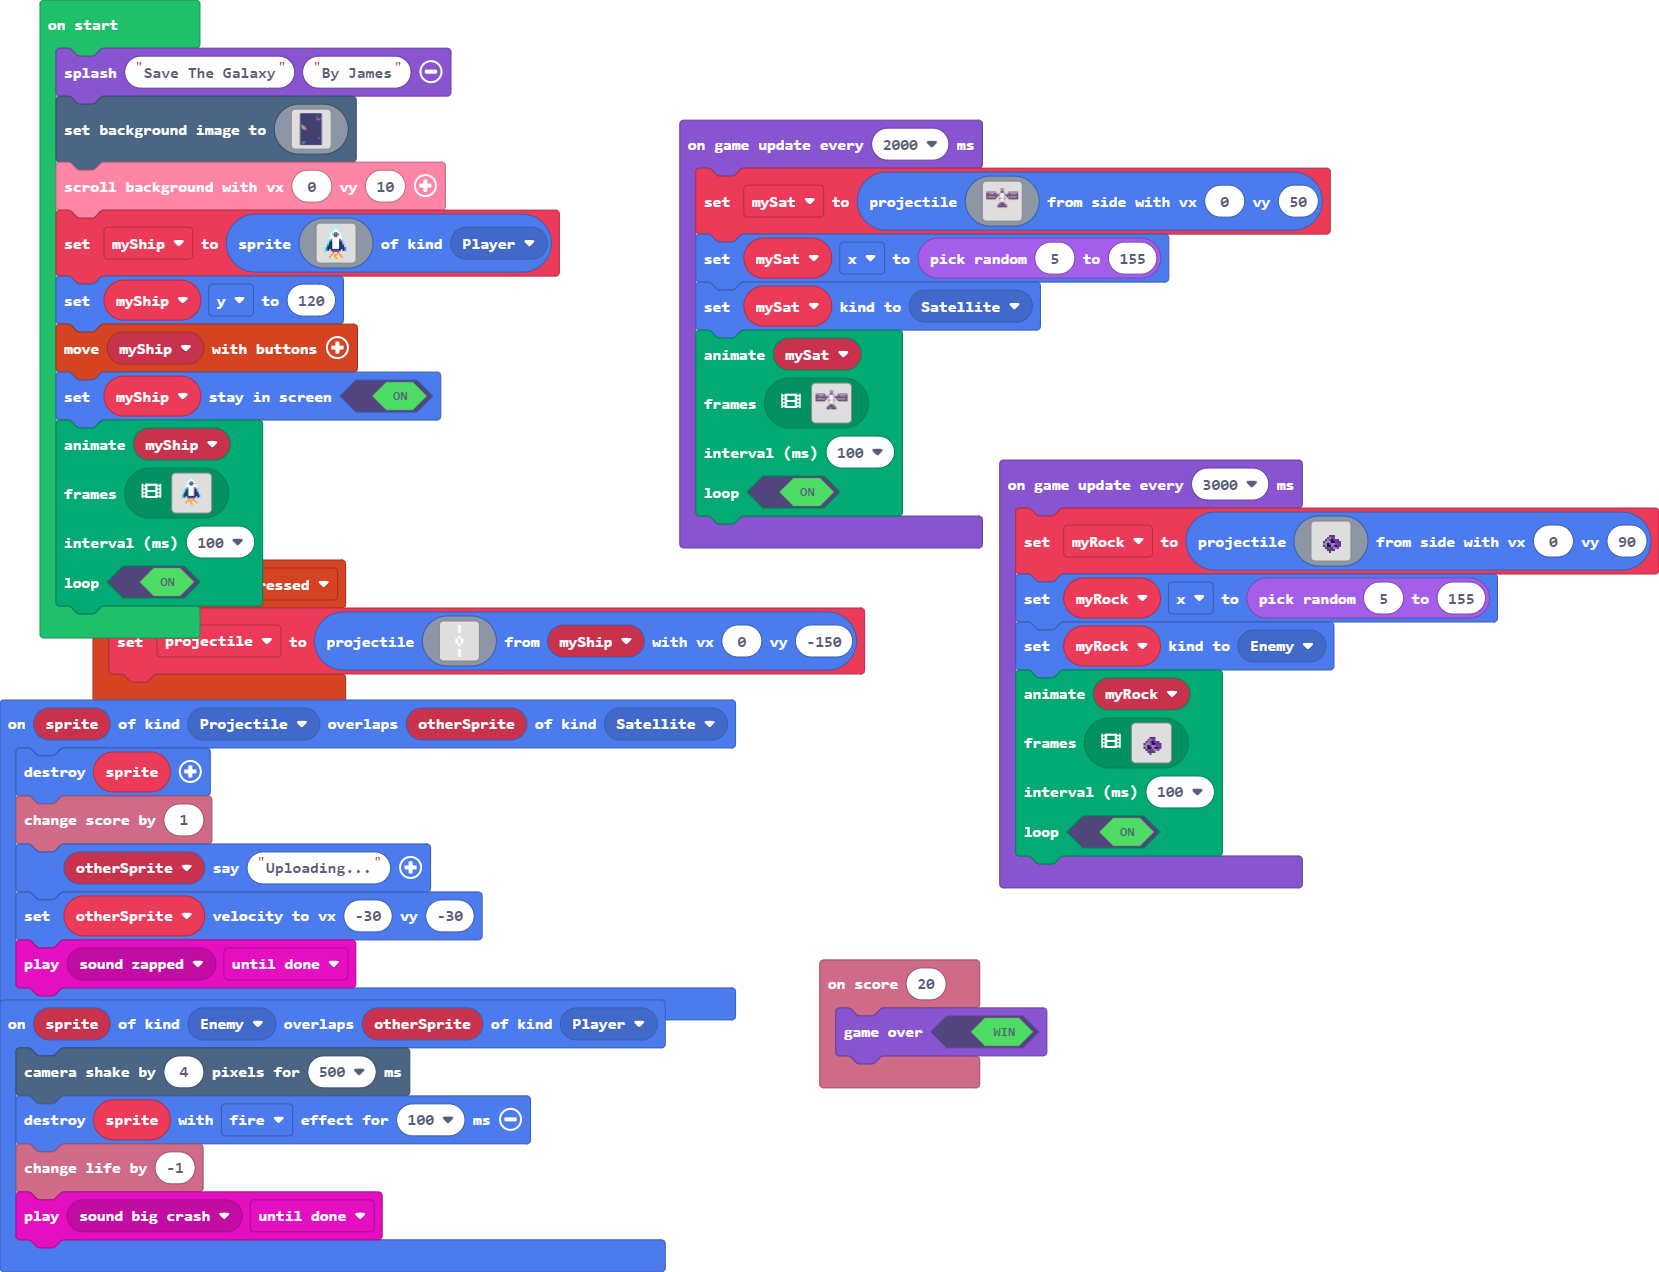 on start
splash "Save The Galaxy" "By James"
set background image to
scroll background with vx 0 vy 10
set myShip to sprite of kind Player
set myShip y to 120
move myShip with buttons
set myShip stay in screen ON
animate myShip
frames
interval (ms) 100
loop ON
ressed
set projectile to projectile from myShip with vx 0 vy -150
on sprite of kind Projectile overlaps otherSprite of kind Satellite
destroy sprite
change score by 1
otherSprite say "Uploading..."
set otherSprite velocity to vx -30 vy -30
play sound zapped until done
on sprite of kind Enemy overlaps otherSprite of kind Player
camera shake by 4 pixels for 500 ms
destroy sprite with fire effect for 100 ms
change life by -1
play sound big crash until done
on game update every 2000 ms
set mySat to projectile from side with vx 0 vy 50
set mySat x to pick random 5 to 155
set mySat kind to Satellite
animate mySat
frames
interval (ms) 100
loop ON
on game update every 3000 ms
set myRock to projectile from side with vx 0 vy 90
set myRock x to pick random 5 to 155
set myRock kind to Enemy
animate myRock
frames
interval (ms) 100
loop ON
on score 20
game over WIN